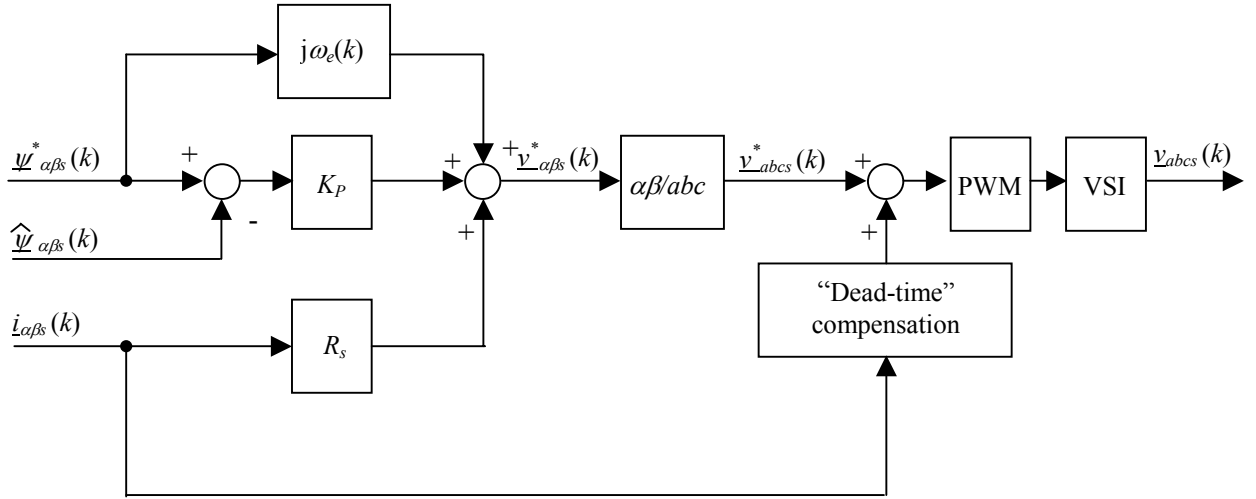 jω_e(k)
ψ*_αβs(k)
+
-
K_P
+
+
+
v*_αβs(k)
αβ/abc
v*_abcs(k)
+
+
PWM
VSI
v_abcs(k)
ψ̂_αβs(k)
“Dead-time”
compensation
i_αβs(k)
R_s